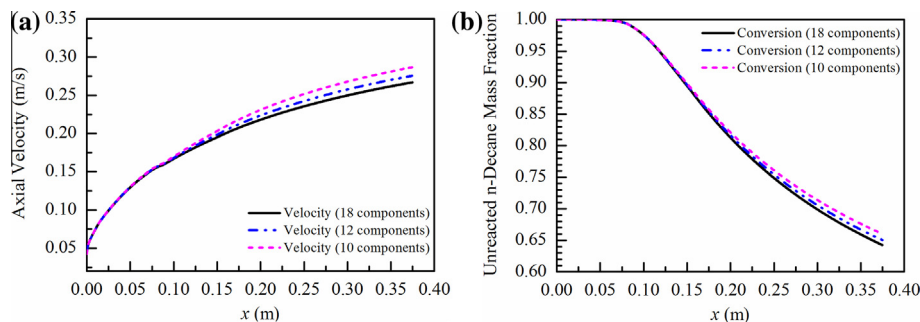 (a)
Axial Velocity (m/s)
0.35
0.30
0.25
0.20
0.15
0.10
0.05
Velocity (18 components)
Velocity (12 components)
Velocity (10 components)
0.00 0.05 0.10 0.15 0.20 0.25 0.30 0.35 0.40
x (m)
(b)
Unreacted n-Decane Mass Fraction
1.00
0.95
0.90
0.85
0.80
0.75
0.70
0.65
0.60
Conversion (18 components)
Conversion (12 components)
Conversion (10 components)
0.00 0.05 0.10 0.15 0.20 0.25 0.30 0.35 0.40
x (m)